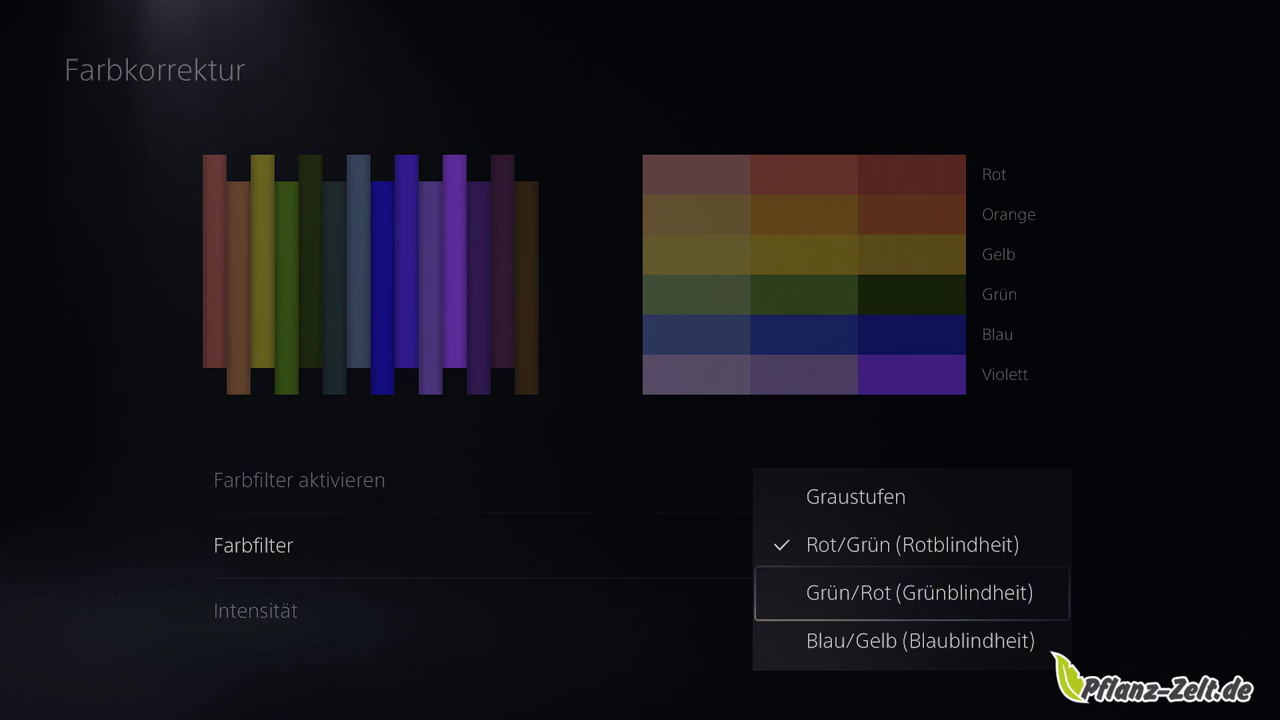 Farbkorrektur
Rot
Orange
Gelb
Grün
Blau
Violett
Farbfilter aktivieren
Farbfilter
Intensität
Graustufen
Rot/Grün (Rotblindheit)
Grün/Rot (Grünblindheit)
Blau/Gelb (Blaublindheit)
Pflanz-Zelt.de